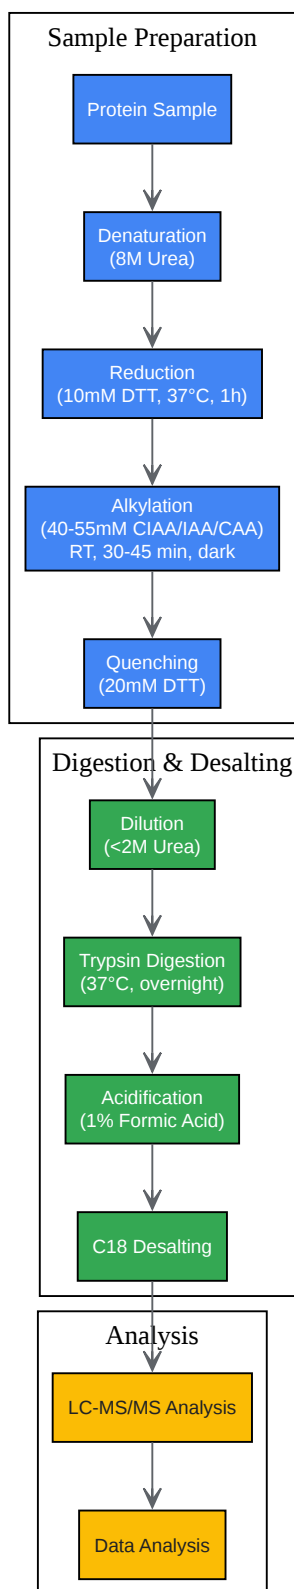 Sample Preparation
Protein Sample
Denaturation
(8M Urea)
Reduction
(10mM DTT, 37°C, 1h)
Alkylation
(40-55mM CIAA/IAA/CAA)
RT, 30-45 min, dark
Quenching
(20mM DTT)
Digestion & Desalting
Dilution
(<2M Urea)
Trypsin Digestion
(37°C, overnight)
Acidification
(1% Formic Acid)
C18 Desalting
Analysis
LC-MS/MS Analysis
Data Analysis